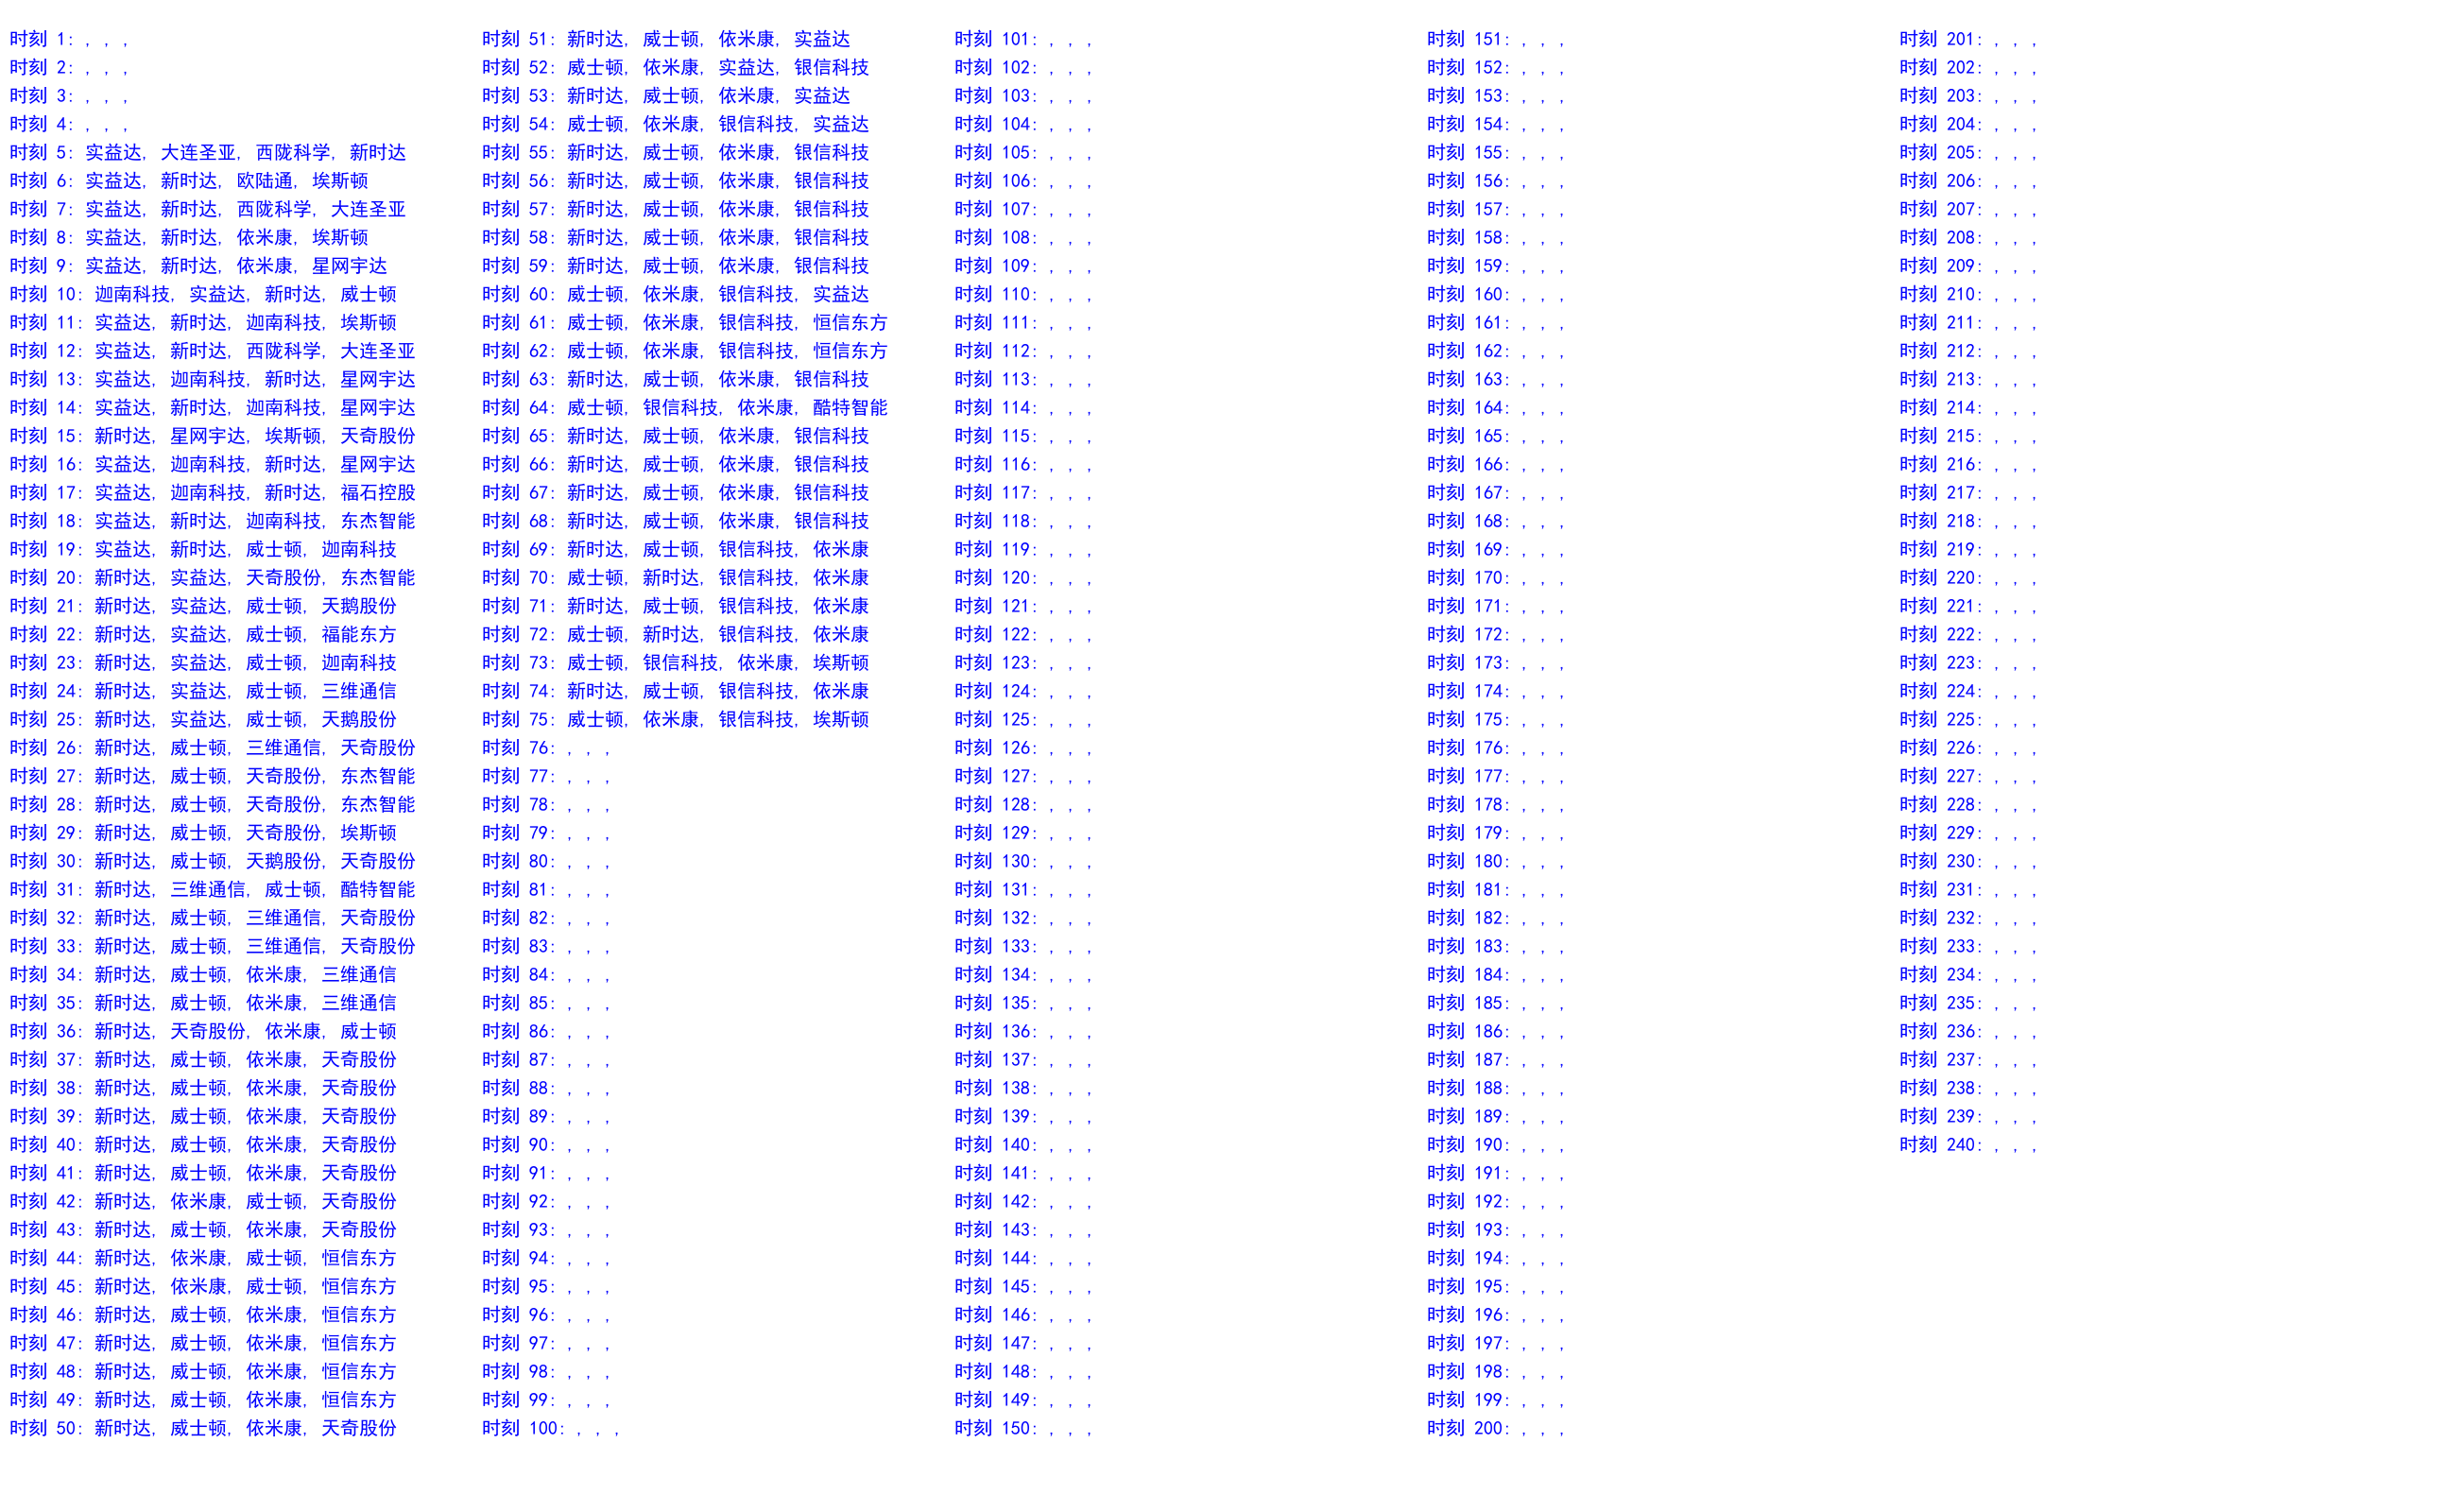 时刻 1: , , ,
时刻 2: , , ,
时刻 3: , , ,
时刻 4: , , ,
时刻 5: 实益达, 大连圣亚, 西陇科学, 新时达
时刻 6: 实益达, 新时达, 欧陆通, 埃斯顿
时刻 7: 实益达, 新时达, 西陇科学, 大连圣亚
时刻 8: 实益达, 新时达, 依米康, 埃斯顿
时刻 9: 实益达, 新时达, 依米康, 星网宇达
时刻 10: 迦南科技, 实益达, 新时达, 威士顿
时刻 11: 实益达, 新时达, 迦南科技, 埃斯顿
时刻 12: 实益达, 新时达, 西陇科学, 大连圣亚
时刻 13: 实益达, 迦南科技, 新时达, 星网宇达
时刻 14: 实益达, 新时达, 迦南科技, 星网宇达
时刻 15: 新时达, 星网宇达, 埃斯顿, 天奇股份
时刻 16: 实益达, 迦南科技, 新时达, 星网宇达
时刻 17: 实益达, 迦南科技, 新时达, 福石控股
时刻 18: 实益达, 新时达, 迦南科技, 东杰智能
时刻 19: 实益达, 新时达, 威士顿, 迦南科技
时刻 20: 新时达, 实益达, 天奇股份, 东杰智能
时刻 21: 新时达, 实益达, 威士顿, 天鹅股份
时刻 22: 新时达, 实益达, 威士顿, 福能东方
时刻 23: 新时达, 实益达, 威士顿, 迦南科技
时刻 24: 新时达, 实益达, 威士顿, 三维通信
时刻 25: 新时达, 实益达, 威士顿, 天鹅股份
时刻 26: 新时达, 威士顿, 三维通信, 天奇股份
时刻 27: 新时达, 威士顿, 天奇股份, 东杰智能
时刻 28: 新时达, 威士顿, 天奇股份, 东杰智能
时刻 29: 新时达, 威士顿, 天奇股份, 埃斯顿
时刻 30: 新时达, 威士顿, 天鹅股份, 天奇股份
时刻 31: 新时达, 三维通信, 威士顿, 酷特智能
时刻 32: 新时达, 威士顿, 三维通信, 天奇股份
时刻 33: 新时达, 威士顿, 三维通信, 天奇股份
时刻 34: 新时达, 威士顿, 依米康, 三维通信
时刻 35: 新时达, 威士顿, 依米康, 三维通信
时刻 36: 新时达, 天奇股份, 依米康, 威士顿
时刻 37: 新时达, 威士顿, 依米康, 天奇股份
时刻 38: 新时达, 威士顿, 依米康, 天奇股份
时刻 39: 新时达, 威士顿, 依米康, 天奇股份
时刻 40: 新时达, 威士顿, 依米康, 天奇股份
时刻 41: 新时达, 威士顿, 依米康, 天奇股份
时刻 42: 新时达, 依米康, 威士顿, 天奇股份
时刻 43: 新时达, 威士顿, 依米康, 天奇股份
时刻 44: 新时达, 依米康, 威士顿, 恒信东方
时刻 45: 新时达, 依米康, 威士顿, 恒信东方
时刻 46: 新时达, 威士顿, 依米康, 恒信东方
时刻 47: 新时达, 威士顿, 依米康, 恒信东方
时刻 48: 新时达, 威士顿, 依米康, 恒信东方
时刻 49: 新时达, 威士顿, 依米康, 恒信东方
时刻 50: 新时达, 威士顿, 依米康, 天奇股份
时刻 51: 新时达, 威士顿, 依米康, 实益达
时刻 52: 威士顿, 依米康, 实益达, 银信科技
时刻 53: 新时达, 威士顿, 依米康, 实益达
时刻 54: 威士顿, 依米康, 银信科技, 实益达
时刻 55: 新时达, 威士顿, 依米康, 银信科技
时刻 56: 新时达, 威士顿, 依米康, 银信科技
时刻 57: 新时达, 威士顿, 依米康, 银信科技
时刻 58: 新时达, 威士顿, 依米康, 银信科技
时刻 59: 新时达, 威士顿, 依米康, 银信科技
时刻 60: 威士顿, 依米康, 银信科技, 实益达
时刻 61: 威士顿, 依米康, 银信科技, 恒信东方
时刻 62: 威士顿, 依米康, 银信科技, 恒信东方
时刻 63: 新时达, 威士顿, 依米康, 银信科技
时刻 64: 威士顿, 银信科技, 依米康, 酷特智能
时刻 65: 新时达, 威士顿, 依米康, 银信科技
时刻 66: 新时达, 威士顿, 依米康, 银信科技
时刻 67: 新时达, 威士顿, 依米康, 银信科技
时刻 68: 新时达, 威士顿, 依米康, 银信科技
时刻 69: 新时达, 威士顿, 银信科技, 依米康
时刻 70: 威士顿, 新时达, 银信科技, 依米康
时刻 71: 新时达, 威士顿, 银信科技, 依米康
时刻 72: 威士顿, 新时达, 银信科技, 依米康
时刻 73: 威士顿, 银信科技, 依米康, 埃斯顿
时刻 74: 新时达, 威士顿, 银信科技, 依米康
时刻 75: 威士顿, 依米康, 银信科技, 埃斯顿
时刻 76: , , ,
时刻 77: , , ,
时刻 78: , , ,
时刻 79: , , ,
时刻 80: , , ,
时刻 81: , , ,
时刻 82: , , ,
时刻 83: , , ,
时刻 84: , , ,
时刻 85: , , ,
时刻 86: , , ,
时刻 87: , , ,
时刻 88: , , ,
时刻 89: , , ,
时刻 90: , , ,
时刻 91: , , ,
时刻 92: , , ,
时刻 93: , , ,
时刻 94: , , ,
时刻 95: , , ,
时刻 96: , , ,
时刻 97: , , ,
时刻 98: , , ,
时刻 99: , , ,
时刻 100: , , ,
时刻 101: , , ,
时刻 102: , , ,
时刻 103: , , ,
时刻 104: , , ,
时刻 105: , , ,
时刻 106: , , ,
时刻 107: , , ,
时刻 108: , , ,
时刻 109: , , ,
时刻 110: , , ,
时刻 111: , , ,
时刻 112: , , ,
时刻 113: , , ,
时刻 114: , , ,
时刻 115: , , ,
时刻 116: , , ,
时刻 117: , , ,
时刻 118: , , ,
时刻 119: , , ,
时刻 120: , , ,
时刻 121: , , ,
时刻 122: , , ,
时刻 123: , , ,
时刻 124: , , ,
时刻 125: , , ,
时刻 126: , , ,
时刻 127: , , ,
时刻 128: , , ,
时刻 129: , , ,
时刻 130: , , ,
时刻 131: , , ,
时刻 132: , , ,
时刻 133: , , ,
时刻 134: , , ,
时刻 135: , , ,
时刻 136: , , ,
时刻 137: , , ,
时刻 138: , , ,
时刻 139: , , ,
时刻 140: , , ,
时刻 141: , , ,
时刻 142: , , ,
时刻 143: , , ,
时刻 144: , , ,
时刻 145: , , ,
时刻 146: , , ,
时刻 147: , , ,
时刻 148: , , ,
时刻 149: , , ,
时刻 150: , , ,
时刻 151: , , ,
时刻 152: , , ,
时刻 153: , , ,
时刻 154: , , ,
时刻 155: , , ,
时刻 156: , , ,
时刻 157: , , ,
时刻 158: , , ,
时刻 159: , , ,
时刻 160: , , ,
时刻 161: , , ,
时刻 162: , , ,
时刻 163: , , ,
时刻 164: , , ,
时刻 165: , , ,
时刻 166: , , ,
时刻 167: , , ,
时刻 168: , , ,
时刻 169: , , ,
时刻 170: , , ,
时刻 171: , , ,
时刻 172: , , ,
时刻 173: , , ,
时刻 174: , , ,
时刻 175: , , ,
时刻 176: , , ,
时刻 177: , , ,
时刻 178: , , ,
时刻 179: , , ,
时刻 180: , , ,
时刻 181: , , ,
时刻 182: , , ,
时刻 183: , , ,
时刻 184: , , ,
时刻 185: , , ,
时刻 186: , , ,
时刻 187: , , ,
时刻 188: , , ,
时刻 189: , , ,
时刻 190: , , ,
时刻 191: , , ,
时刻 192: , , ,
时刻 193: , , ,
时刻 194: , , ,
时刻 195: , , ,
时刻 196: , , ,
时刻 197: , , ,
时刻 198: , , ,
时刻 199: , , ,
时刻 200: , , ,
时刻 201: , , ,
时刻 202: , , ,
时刻 203: , , ,
时刻 204: , , ,
时刻 205: , , ,
时刻 206: , , ,
时刻 207: , , ,
时刻 208: , , ,
时刻 209: , , ,
时刻 210: , , ,
时刻 211: , , ,
时刻 212: , , ,
时刻 213: , , ,
时刻 214: , , ,
时刻 215: , , ,
时刻 216: , , ,
时刻 217: , , ,
时刻 218: , , ,
时刻 219: , , ,
时刻 220: , , ,
时刻 221: , , ,
时刻 222: , , ,
时刻 223: , , ,
时刻 224: , , ,
时刻 225: , , ,
时刻 226: , , ,
时刻 227: , , ,
时刻 228: , , ,
时刻 229: , , ,
时刻 230: , , ,
时刻 231: , , ,
时刻 232: , , ,
时刻 233: , , ,
时刻 234: , , ,
时刻 235: , , ,
时刻 236: , , ,
时刻 237: , , ,
时刻 238: , , ,
时刻 239: , , ,
时刻 240: , , ,